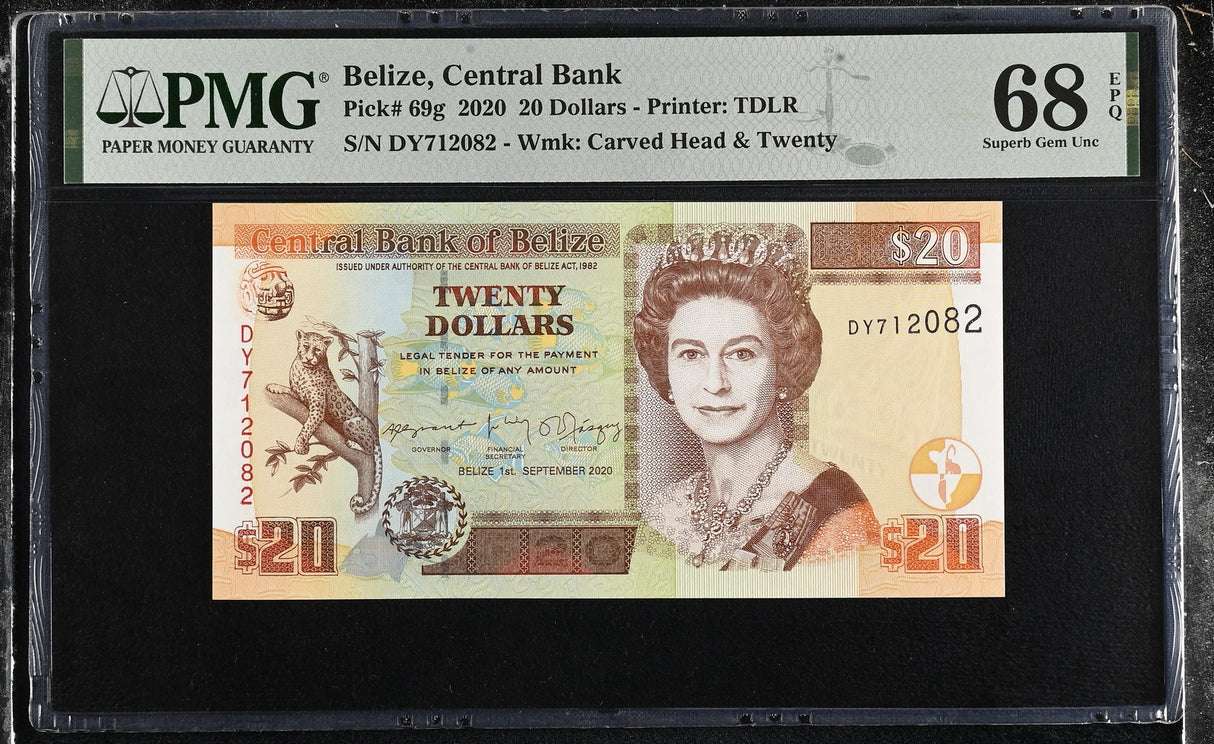 PMG®
PAPER MONEY GUARANTY
Belize, Central Bank
Pick# 69g 2020 20 Dollars - Printer: TDLR
S/N DY712082 - Wmk: Carved Head & Twenty
68
EPQ
Superb Gem Unc
Central Bank of Belize
$20
ISSUED UNDER AUTHORITY OF THE CENTRAL BANK OF BELIZE ACT, 1982
TWENTY
DOLLARS
DY712082
LEGAL TENDER FOR THE PAYMENT
IN BELIZE OF ANY AMOUNT
DY712082
GOVERNOR
FINANCIAL
SECRETARY
DIRECTOR
BELIZE 1st. SEPTEMBER 2020
$20
$20